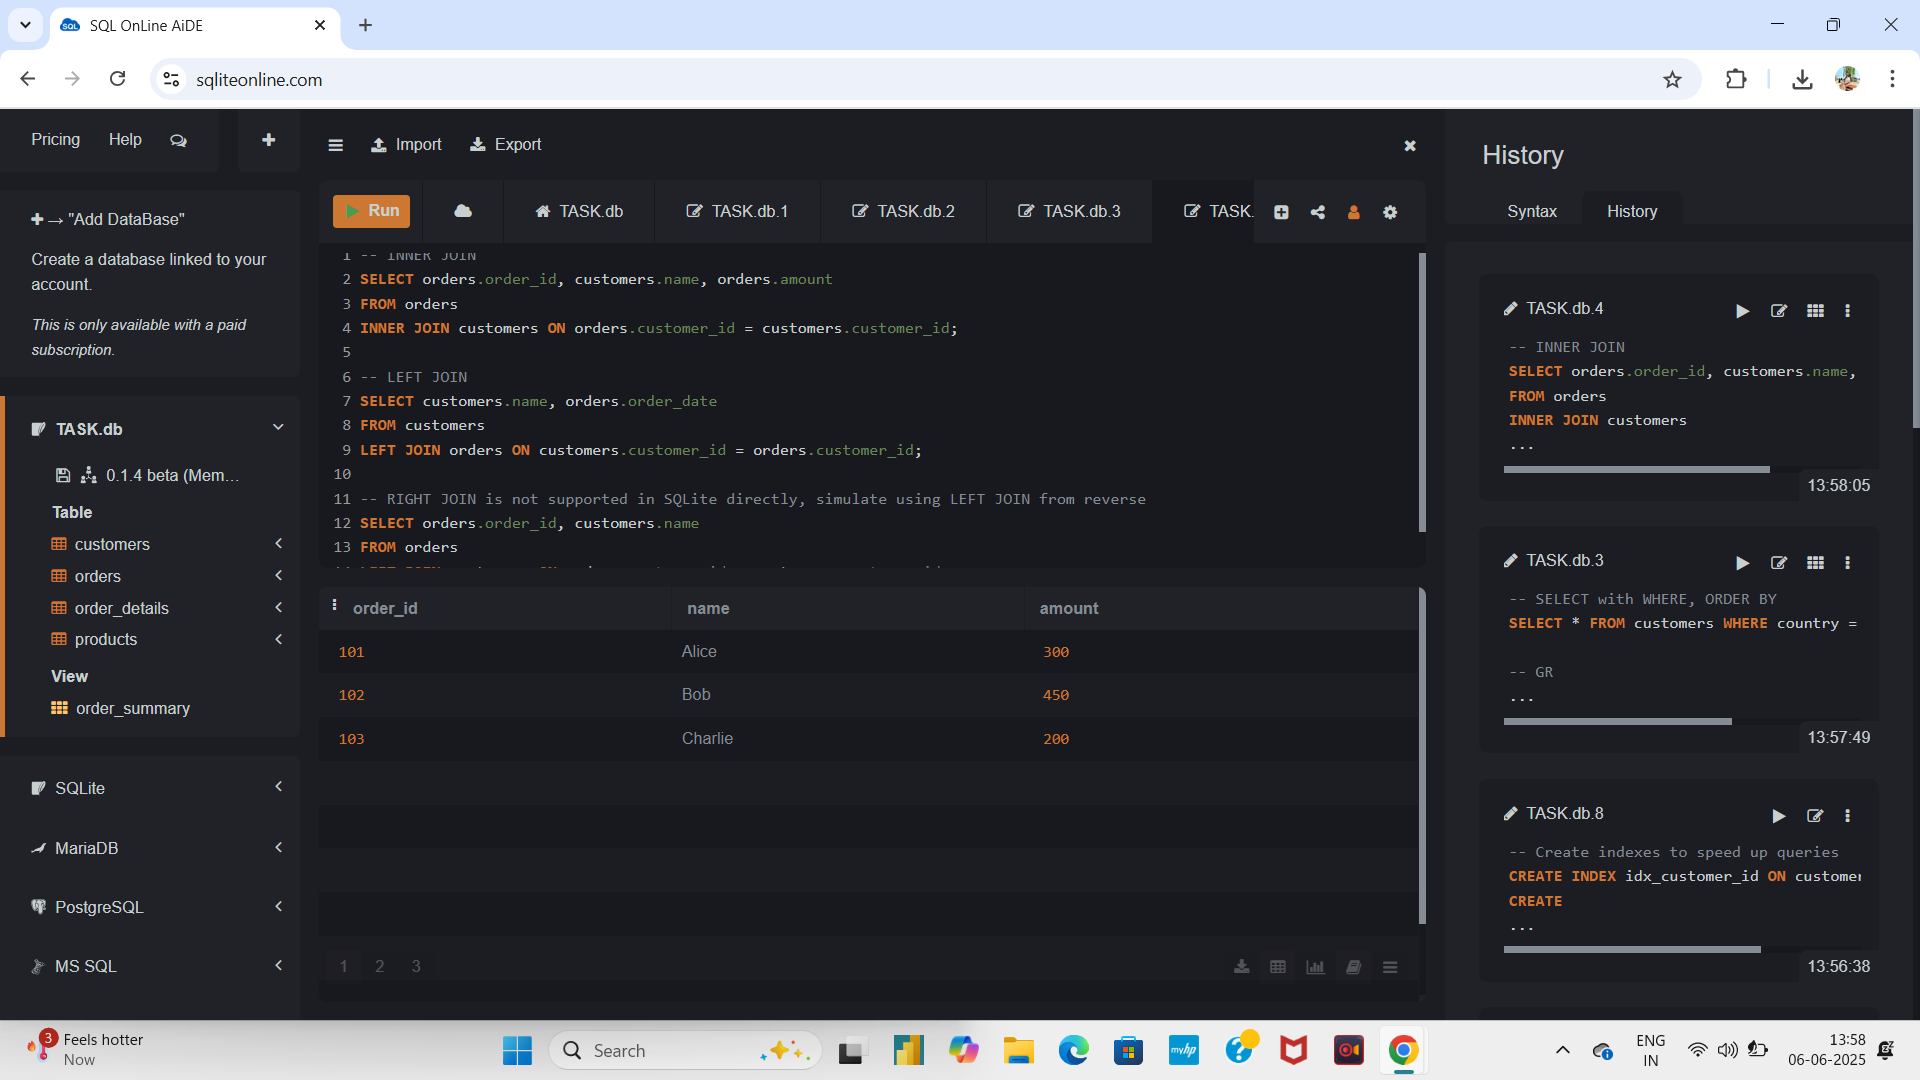 SQL OnLine AiDE
sqliteonline.com
Pricing
Help
"Add DataBase"
Create a database linked to your
account.
This is only available with a paid
subscription.
TASK.db
0.1.4 beta (Mem...
Table
customers
orders
order_details
products
View
order_summary
SQLite
MariaDB
PostgreSQL
MS SQL
Import
Export
Run
TASK.db
TASK.db.1
TASK.db.2
TASK.db.3
TASK.
1 -- INNER JOIN
2 SELECT orders.order_id, customers.name, orders.amount
3 FROM orders
4 INNER JOIN customers ON orders.customer_id = customers.customer_id;
5
6 -- LEFT JOIN
7 SELECT customers.name, orders.order_date
8 FROM customers
9 LEFT JOIN orders ON customers.customer_id = orders.customer_id;
10
11 -- RIGHT JOIN is not supported in SQLite directly, simulate using LEFT JOIN from reverse
12 SELECT orders.order_id, customers.name
13 FROM orders
order_id name amount
101 Alice 300
102 Bob 450
103 Charlie 200
1 2 3
History
Syntax
History
TASK.db.4
-- INNER JOIN
SELECT orders.order_id, customers.name,
FROM orders
INNER JOIN customers
...
13:58:05
TASK.db.3
-- SELECT with WHERE, ORDER BY
SELECT * FROM customers WHERE country =
-- GR
...
13:57:49
TASK.db.8
-- Create indexes to speed up queries
CREATE INDEX idx_customer_id ON customer
CREATE
...
13:56:38
3
Feels hotter
Now
Search
myhp
ENG
IN
13:58
06-06-2025